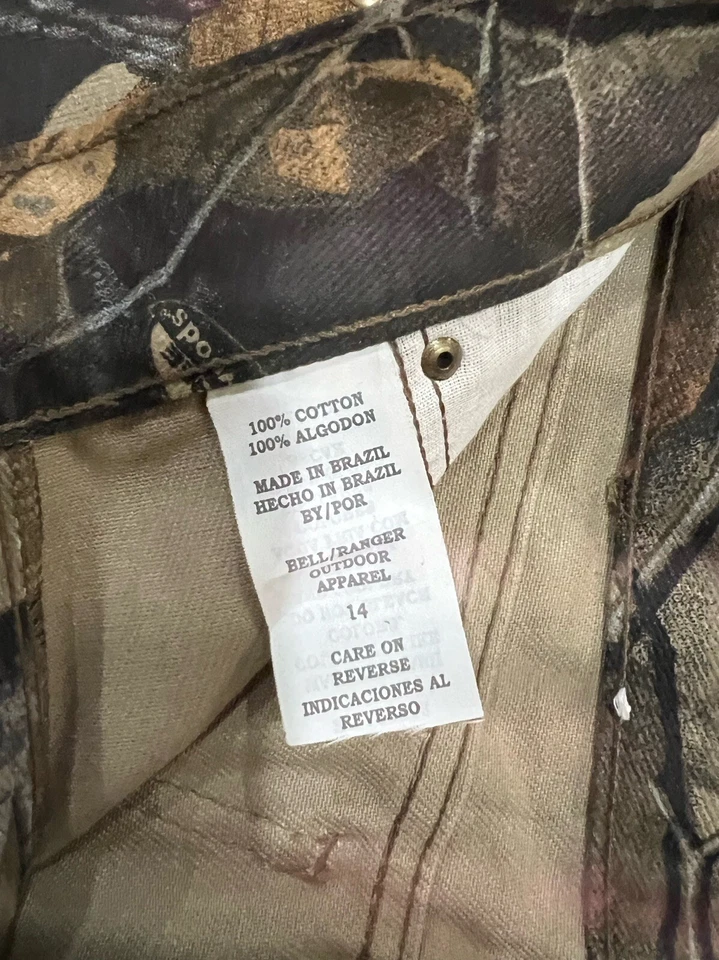 SPO
100% COTTON
100% ALGODON
MADE IN BRAZIL
HECHO IN BRAZIL
BY/POR
BELL/RANGER
OUTDOOR
APPAREL
14
CARE ON
REVERSE
INDICACIONES AL
REVERSO